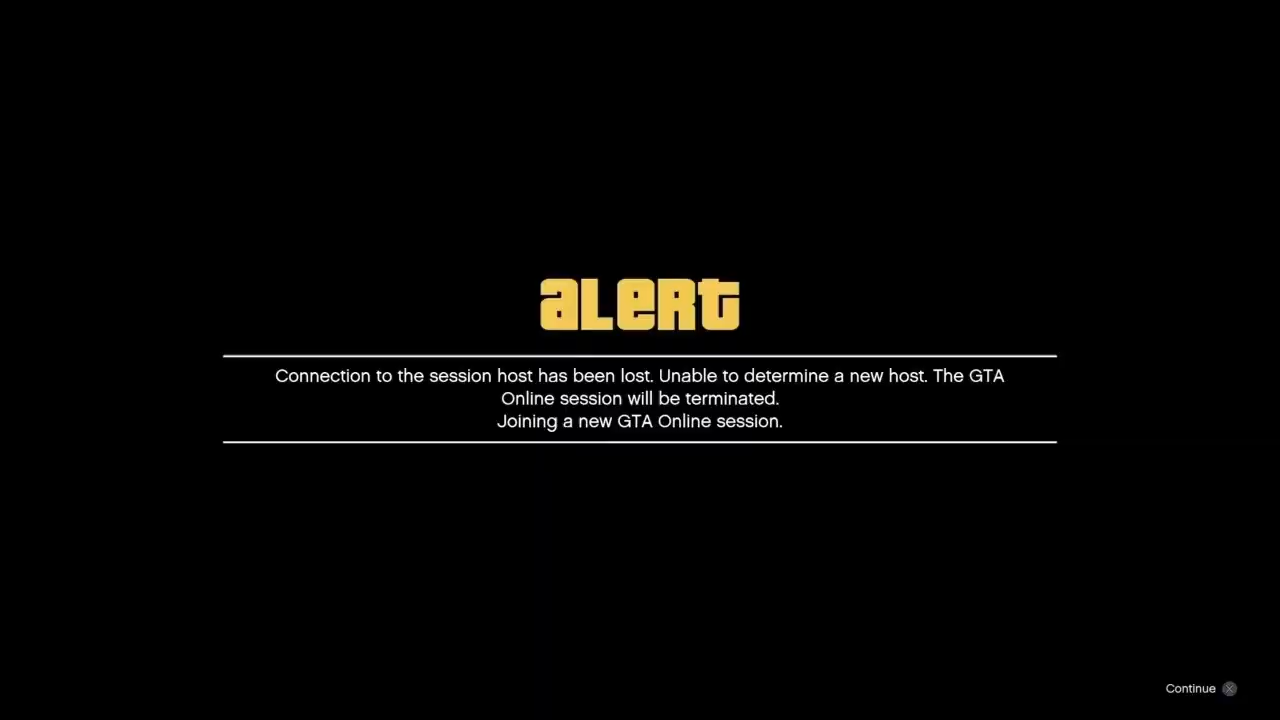 aLeRt
Connection to the session host has been lost. Unable to determine a new host. The GTA
Online session will be terminated.
Joining a new GTA Online session.
Continue